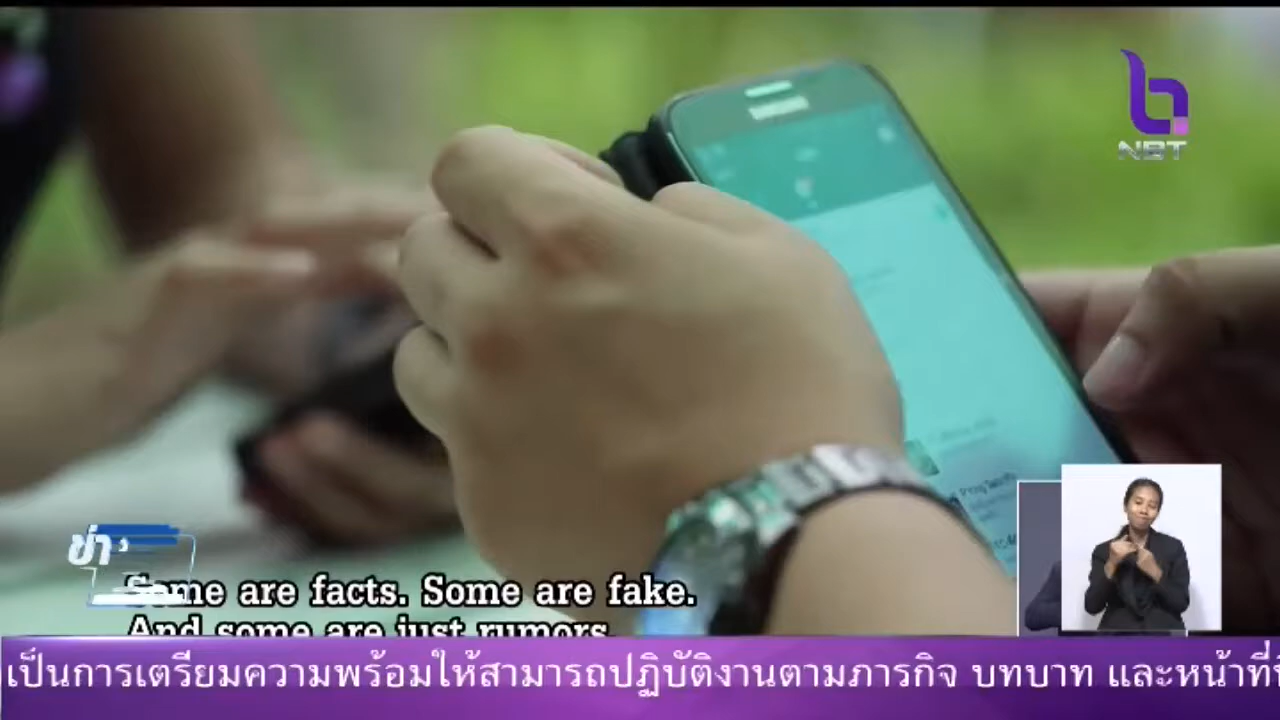 NBT
ข่า
Some are facts. Some are fake.
And some are just rumors.
เป็นการเตรียมความพร้อมให้สามารถปฏิบัติงานตามภารกิจ บทบาท และหน้าที่